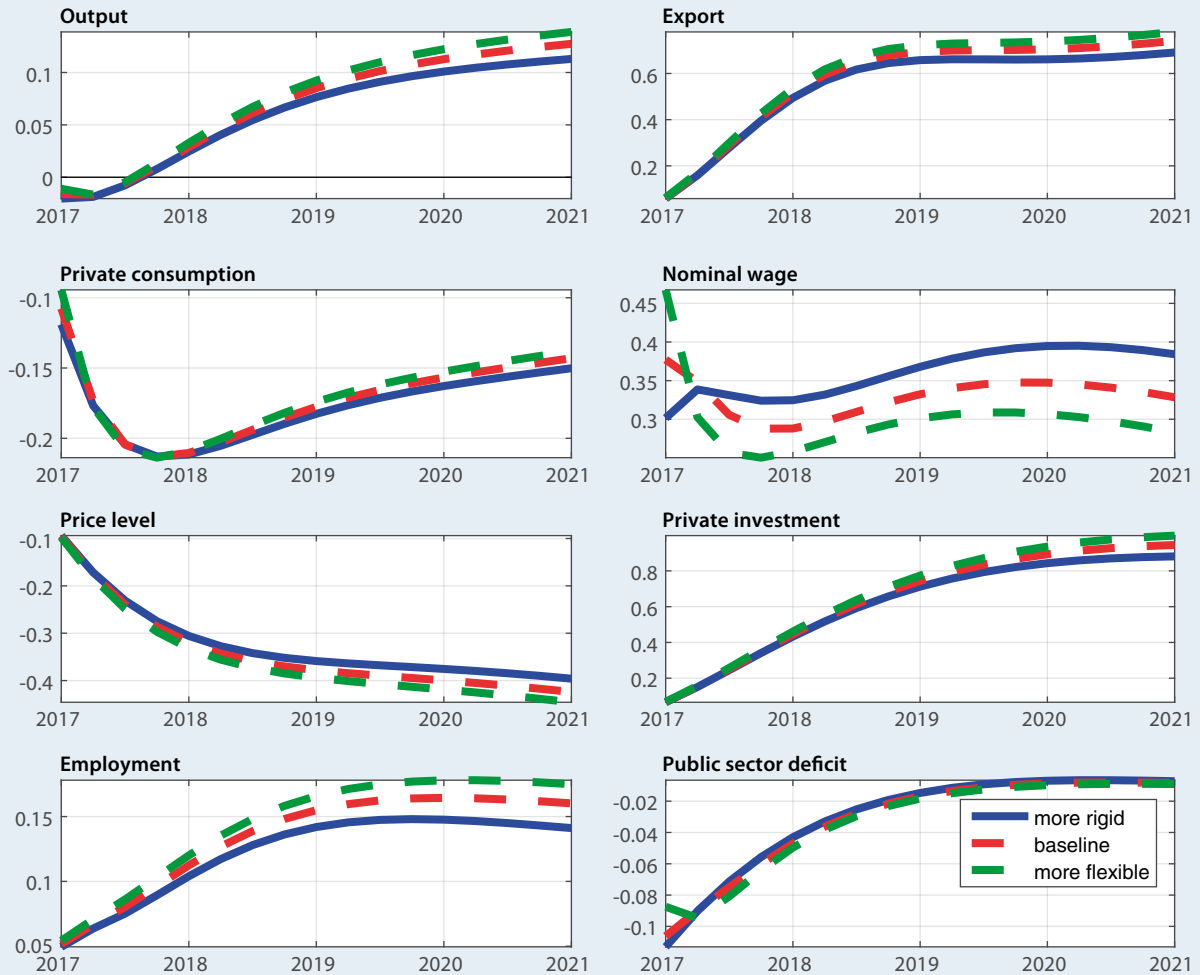 Output
0.1
0.05
0
2017 2018 2019 2020 2021
Export
0.6
0.4
0.2
2017 2018 2019 2020 2021
Private consumption
-0.1
-0.15
-0.2
2017 2018 2019 2020 2021
Nominal wage
0.45
0.4
0.35
0.3
2017 2018 2019 2020 2021
Price level
-0.1
-0.2
-0.3
-0.4
2017 2018 2019 2020 2021
Private investment
0.8
0.6
0.4
0.2
2017 2018 2019 2020 2021
Employment
0.15
0.1
0.05
2017 2018 2019 2020 2021
Public sector deficit
-0.02
-0.04
-0.06
-0.08
-0.1
more rigid
baseline
more flexible
2017 2018 2019 2020 2021